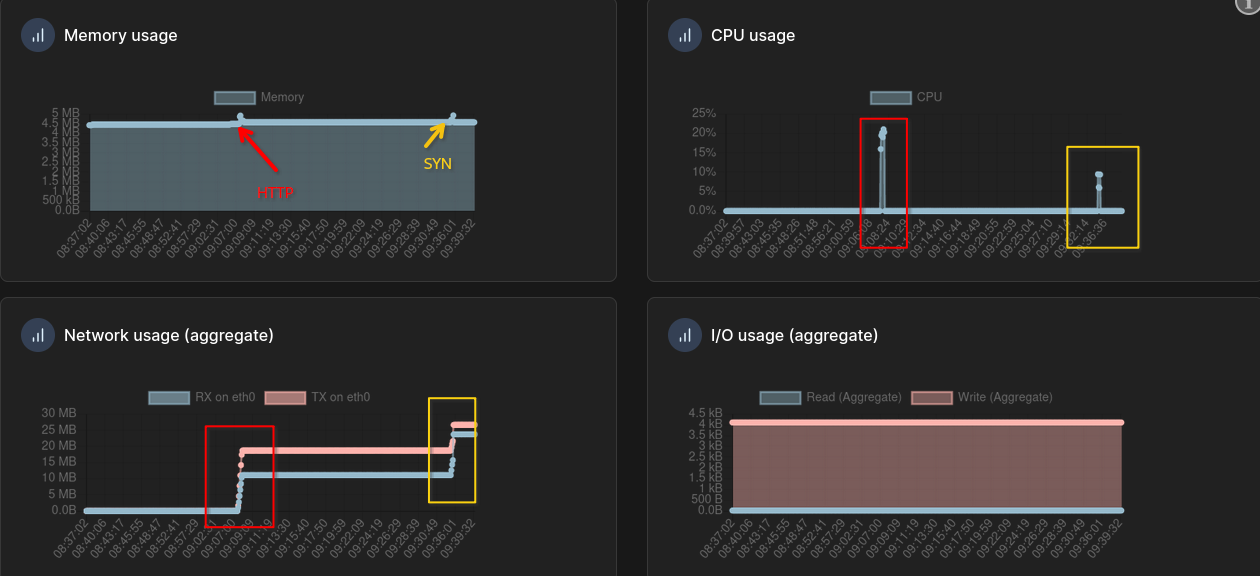 Memory usage
Memory
5 MB
4.5 MB
4 MB
3.5 MB
3 MB
2.5 MB
2 MB
1.5 MB
1 MB
500 kB
0.0B
HTTP
SYN
08:37:02
08:40:06
08:43:17
08:45:55
08:48:47
08:52:41
08:57:29
09:02:31
09:07:00
09:09:09
09:11:19
09:13:30
09:15:40
09:17:50
09:19:59
09:22:09
09:24:19
09:26:29
09:28:39
09:30:49
09:36:01
09:39:32
CPU usage
CPU
25%
20%
15%
10%
5%
0.0%
08:37:02
08:39:57
08:43:03
08:45:35
08:48:26
08:51:48
08:56:21
09:00:59
09:06:38
09:08:24
09:10:29
09:12:34
09:14:40
09:16:44
09:18:49
09:20:55
09:22:59
09:25:04
09:27:10
09:29:14
09:32:14
09:36:36
Network usage (aggregate)
RX on eth0
TX on eth0
30 MB
25 MB
20 MB
15 MB
10 MB
5 MB
0.0B
08:37:02
08:40:06
08:43:17
08:45:55
08:48:47
08:52:41
08:57:29
09:02:31
09:07:00
09:09:09
09:11:19
09:13:30
09:15:40
09:17:50
09:19:59
09:22:09
09:24:19
09:26:29
09:28:39
09:30:49
09:36:01
09:39:32
I/O usage (aggregate)
Read (Aggregate)
Write (Aggregate)
4.5 kB
4 kB
3.5 kB
3 kB
2.5 kB
2 kB
1.5 kB
1 kB
500 B
0.0B
08:37:02
08:40:06
08:43:17
08:45:55
08:48:47
08:52:41
08:57:29
09:02:31
09:07:00
09:09:09
09:11:19
09:13:30
09:15:40
09:17:50
09:19:59
09:22:09
09:24:19
09:26:29
09:28:39
09:30:49
09:36:01
09:39:32